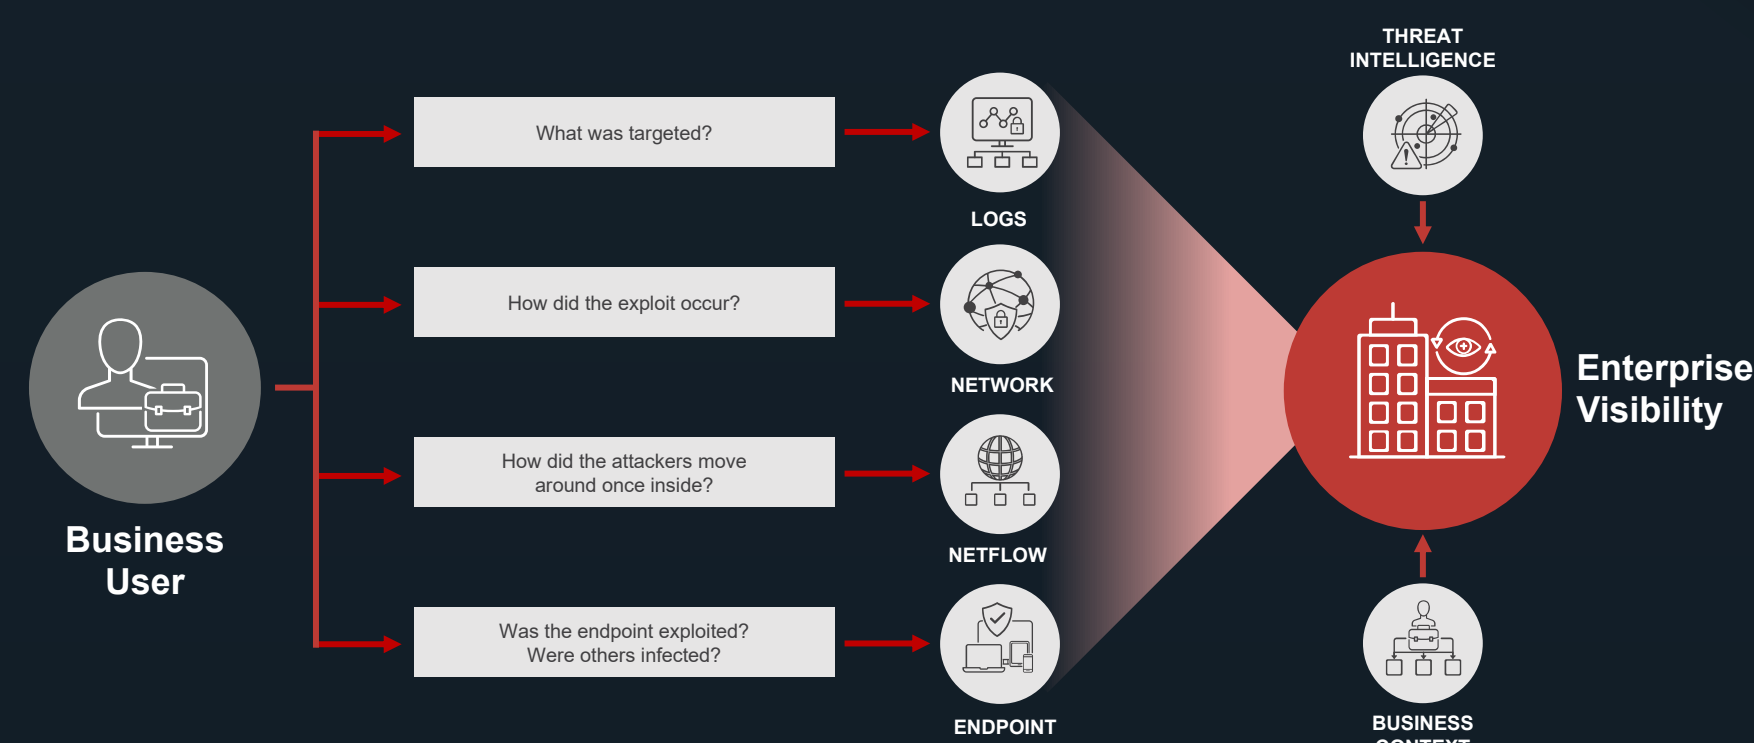 THREAT
INTELLIGENCE
What was targeted?
LOGS
How did the exploit occur?
NETWORK
Enterprise
Visibility
How did the attackers move
around once inside?
NETFLOW
Business
User
Was the endpoint exploited?
Were others infected?
ENDPOINT
BUSINESS
CONTEXT